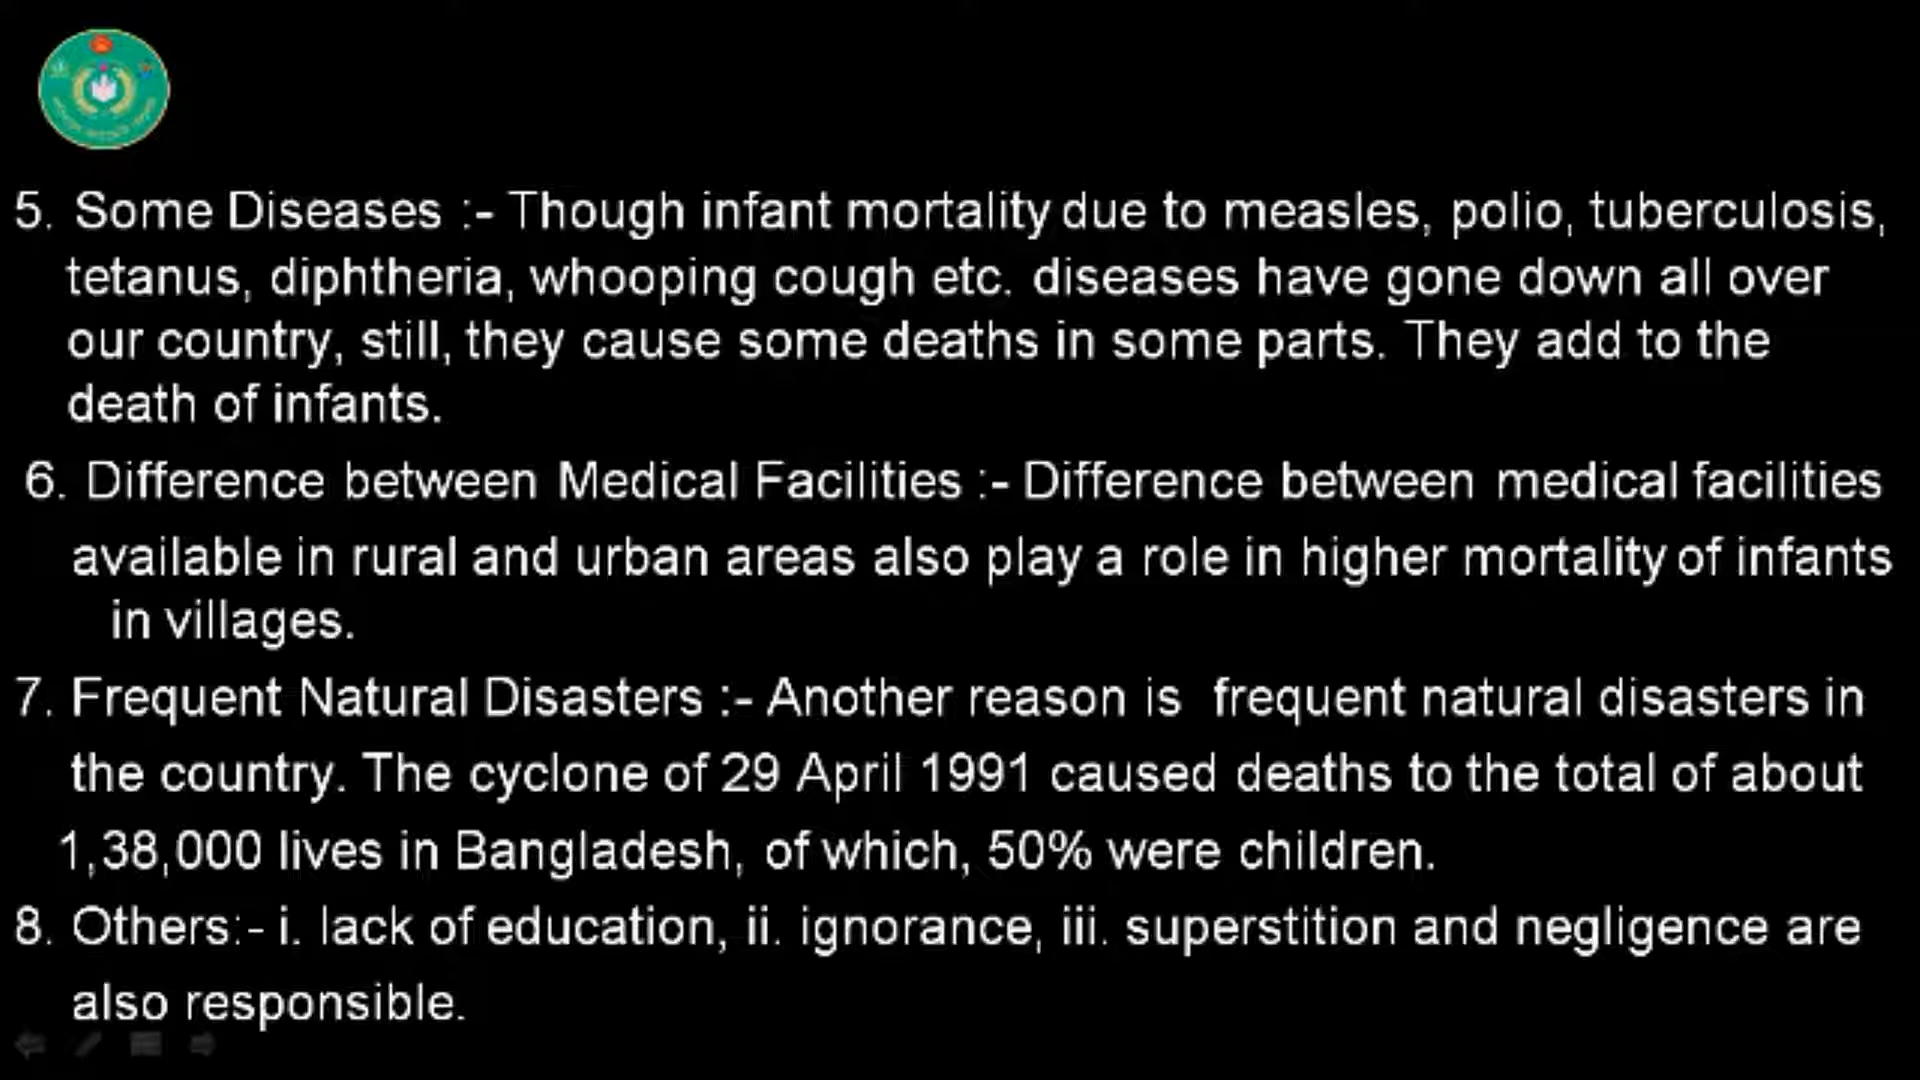 5. Some Diseases :- Though infant mortality due to measles, polio, tuberculosis,
tetanus, diphtheria, whooping cough etc. diseases have gone down all over
our country, still, they cause some deaths in some parts. They add to the
death of infants.
6. Difference between Medical Facilities :- Difference between medical facilities
available in rural and urban areas also play a role in higher mortality of infants
in villages.
7. Frequent Natural Disasters :- Another reason is frequent natural disasters in
the country. The cyclone of 29 April 1991 caused deaths to the total of about
1,38,000 lives in Bangladesh, of which, 50% were children.
8. Others:- i. lack of education, ii. ignorance, iii. superstition and negligence are
also responsible.